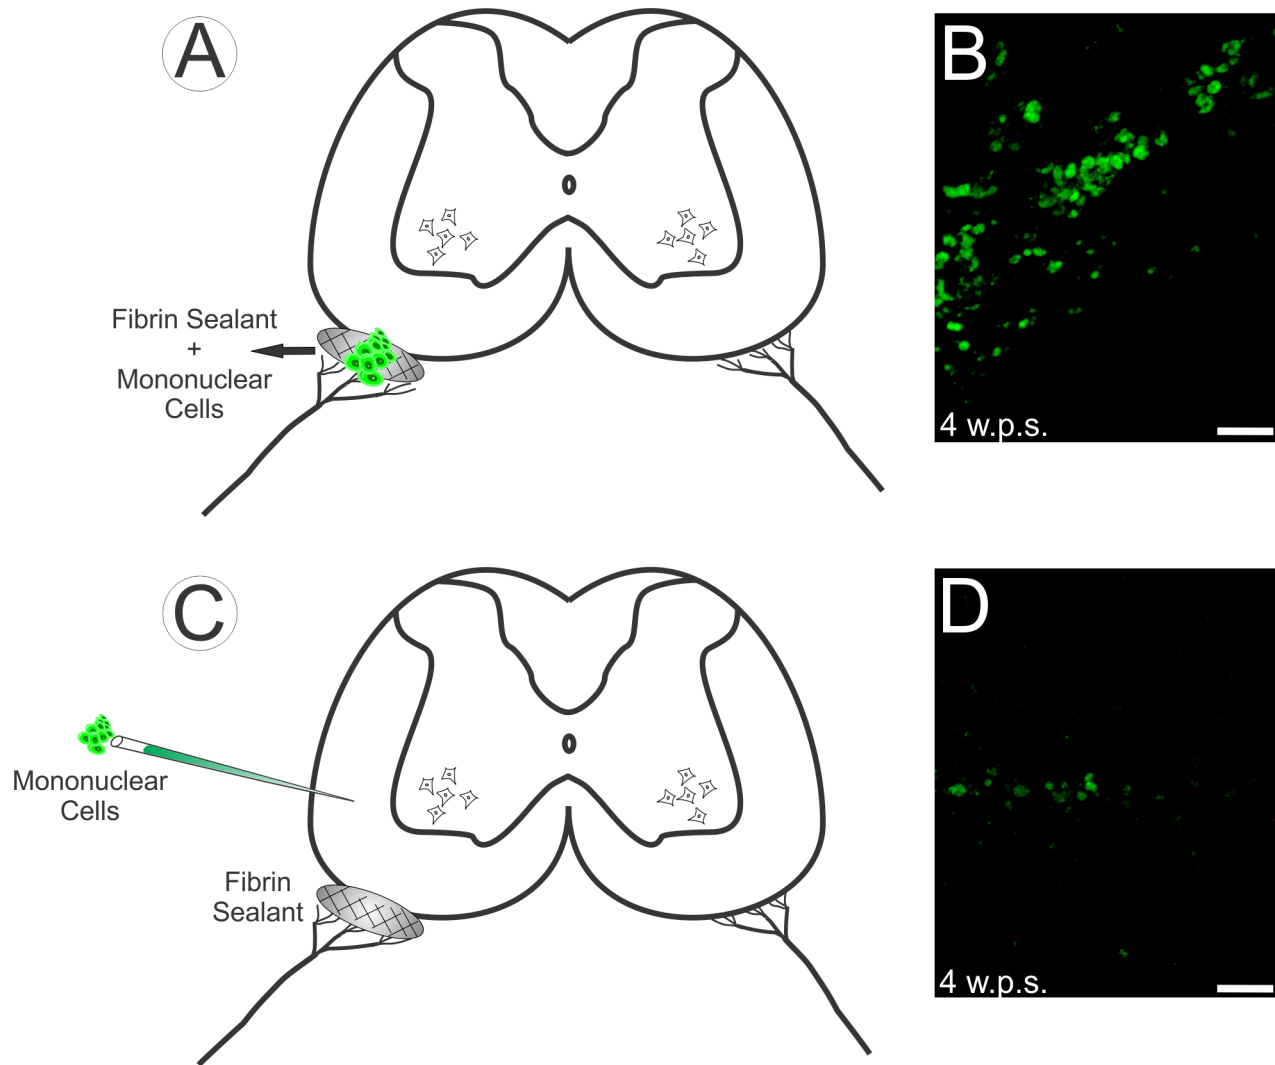 A
B
Fibrin Sealant
+
Mononuclear
Cells
4 w.p.s.
C
D
Mononuclear
Cells
Fibrin
Sealant
4 w.p.s.